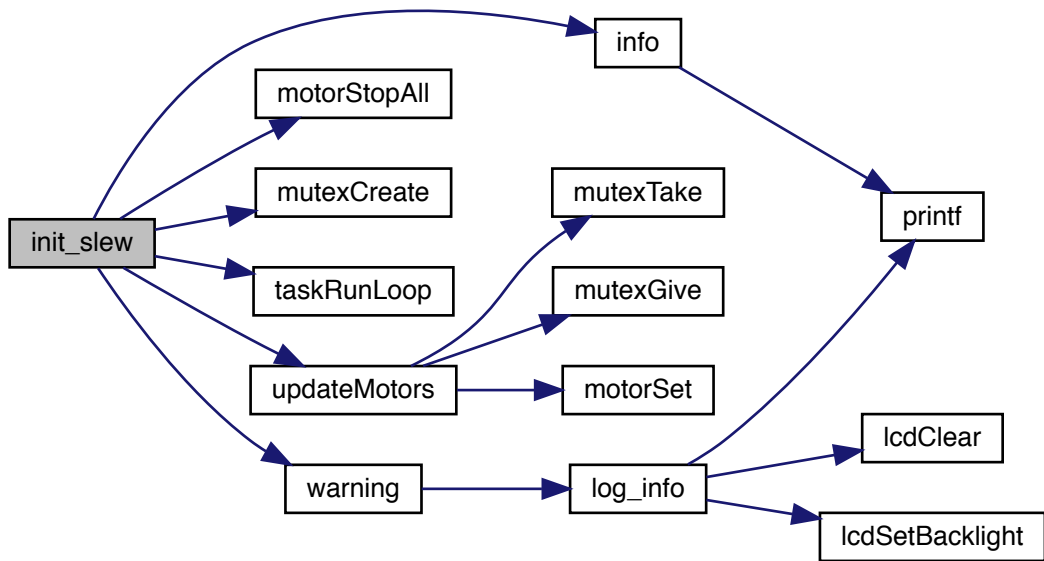 info
motorStopAll
mutexCreate
mutexTake
printf
init_slew
taskRunLoop
mutexGive
updateMotors
motorSet
lcdClear
warning
log_info
lcdSetBacklight